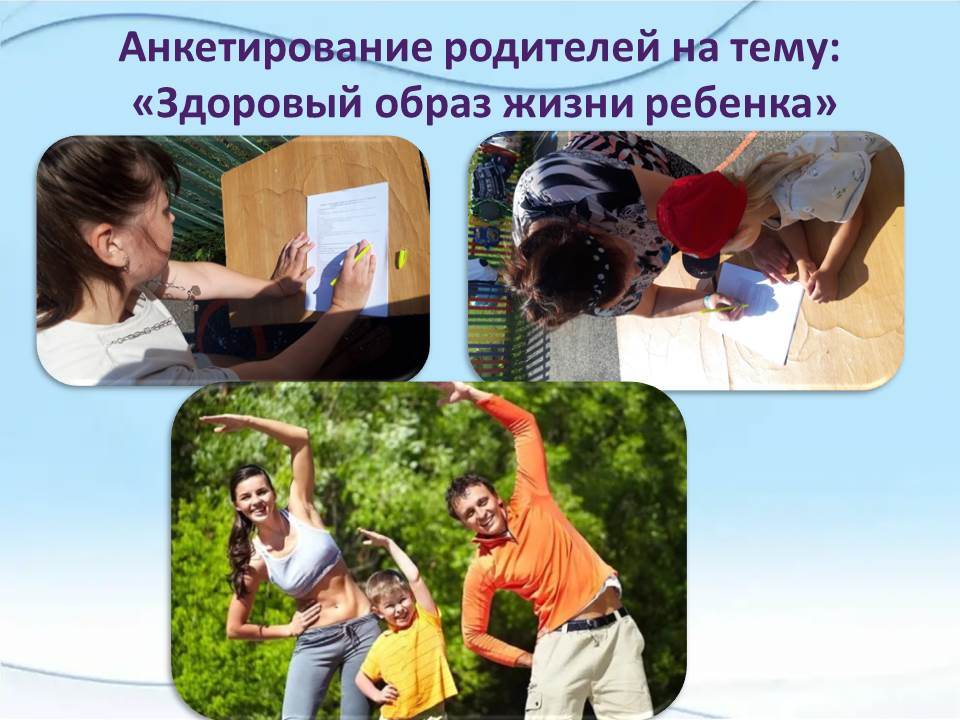 Анкетирование родителей на тему:
«Здоровый образ жизни ребенка»